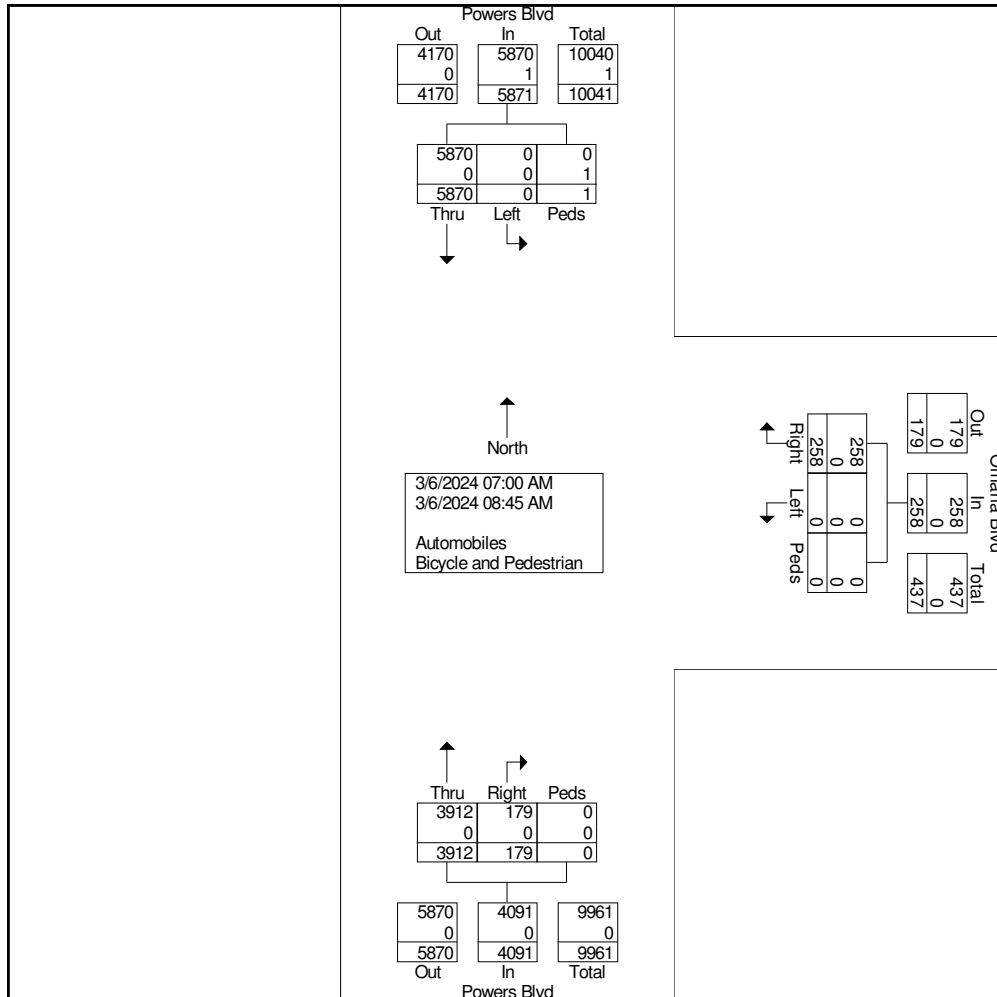 Powers Blvd
Out In Total
4170 5870 10040
0 1 1
4170 5871 10041
5870 0 0
0 0 1
5870 0 1
Thru Left Peds
North
3/6/2024 07:00 AM
3/6/2024 08:45 AM
Automobiles
Bicycle and Pedestrian
Omaha Blvd
Out In Total
179 258 437
0 0 0
179 258 437
258 0 0
0 0 0
258 0 0
Right Left Peds
Thru Right Peds
3912 179 0
0 0 0
3912 179 0
5870 4091 9961
0 0 0
5870 4091 9961
Out In Total
Powers Blvd